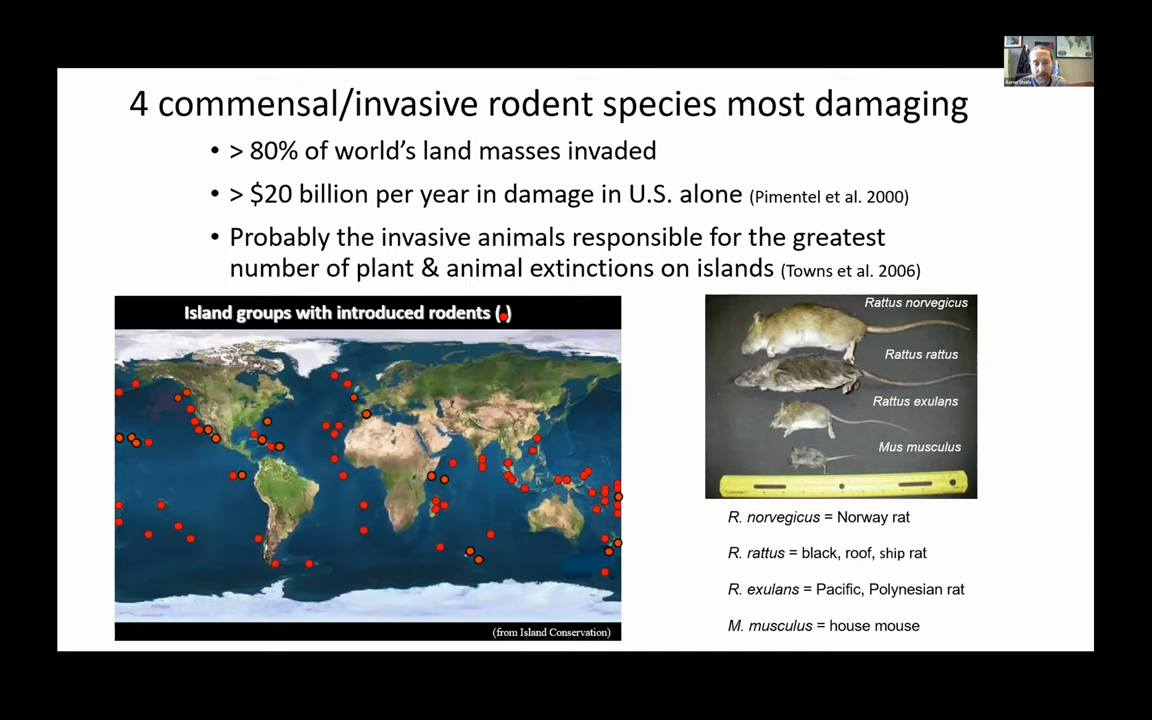 4 commensal/invasive rodent species most damaging
• > 80% of world's land masses invaded
• > $20 billion per year in damage in U.S. alone (Pimentel et al. 2000)
• Probably the invasive animals responsible for the greatest
number of plant & animal extinctions on islands (Towns et al. 2006)
Island groups with introduced rodents ( )
(from Island Conservation)
Rattus norvegicus
Rattus rattus
Rattus exulans
Mus musculus
R. norvegicus = Norway rat
R. rattus = black, roof, ship rat
R. exulans = Pacific, Polynesian rat
M. musculus = house mouse